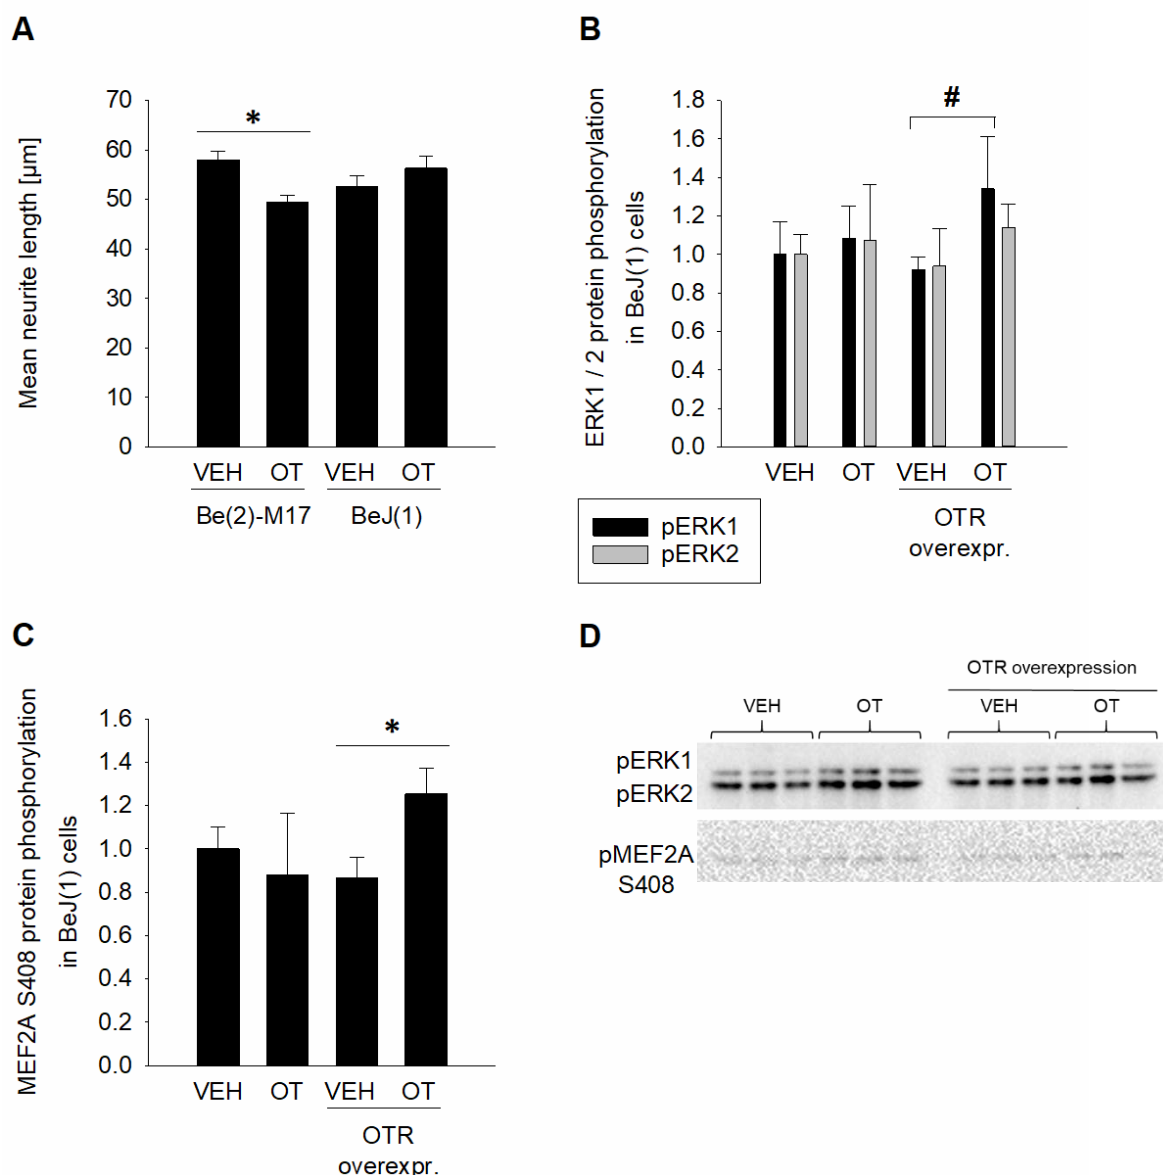 A
Mean neurite length [µm]
70
60
50
40
30
20
10
0
*
VEH OT VEH OT
Be(2)-M17 BeJ(1)
B
ERK1 / 2 protein phosphorylation
in BeJ(1) cells
1.8
1.6
1.4
1.2
1.0
0.8
0.6
0.4
0.2
0.0
#
VEH OT VEH OT
OTR
overexpr.
pERK1
pERK2
C
MEF2A S408 protein phosphorylation
in BeJ(1) cells
1.6
1.4
1.2
1.0
0.8
0.6
0.4
0.2
0.0
*
VEH OT VEH OT
OTR
overexpr.
D
OTR overexpression
VEH OT VEH OT
pERK1
pERK2
pMEF2A
S408